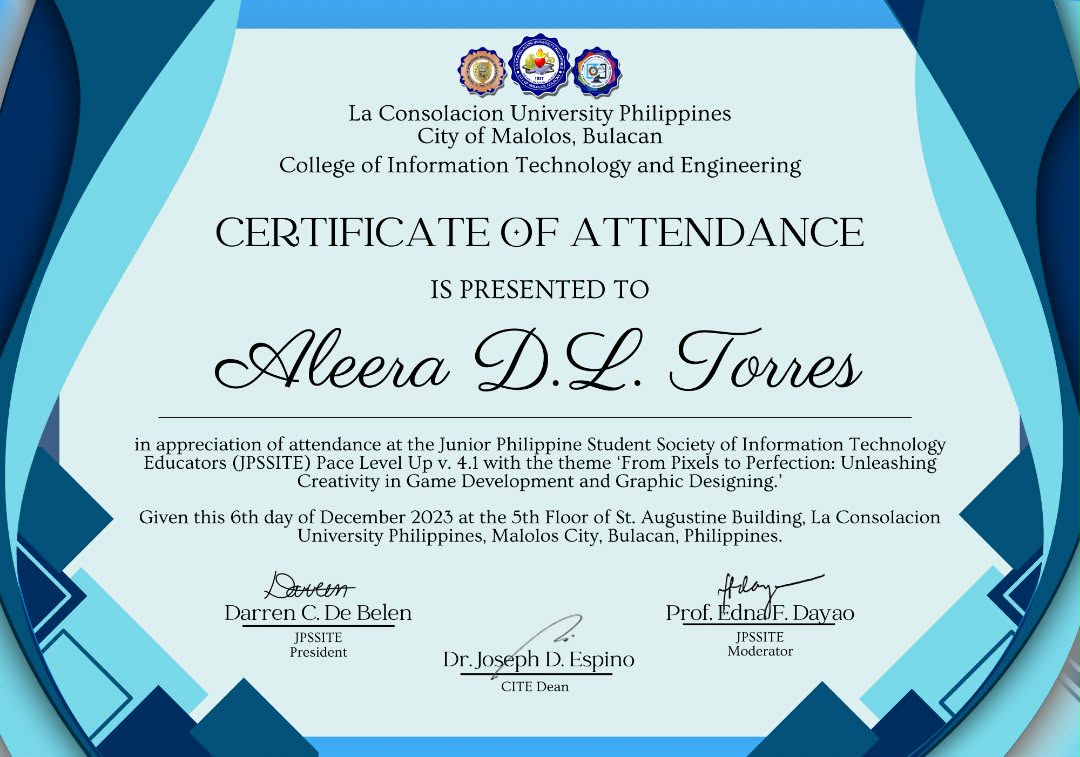 La Consolacion University Philippines
City of Malolos, Bulacan
College of Information Technology and Engineering
CERTIFICATE OF ATTENDANCE
IS PRESENTED TO
Aleera D.L. Torres
in appreciation of attendance at the Junior Philippine Student Society of Information Technology
Educators (JPSSITE) Pace Level Up v. 4.1 with the theme ‘From Pixels to Perfection: Unleashing
Creativity in Game Development and Graphic Designing.’
Given this 6th day of December 2023 at the 5th Floor of St. Augustine Building, La Consolacion
University Philippines, Malolos City, Bulacan, Philippines.
Darren C. De Belen
JPSSITE
President
Prof. Edna F. Dayao
JPSSITE
Moderator
Dr. Joseph D. Espino
CITE Dean